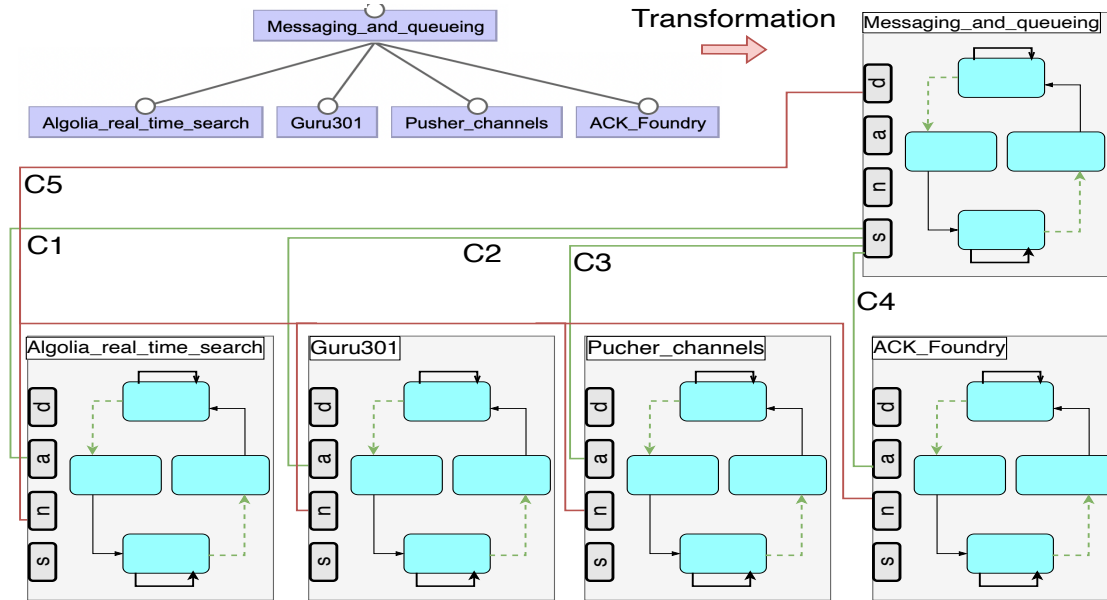 Messaging_and_queueing
Transformation
Messaging_and_queueing
Algolia_real_time_search
Guru301
Pusher_channels
ACK_Foundry
d
a
n
s
C5
C1
C2
C3
C4
Algolia_real_time_search
d
a
n
s
Guru301
d
a
n
s
Pucher_channels
d
a
n
s
ACK_Foundry
d
a
n
s